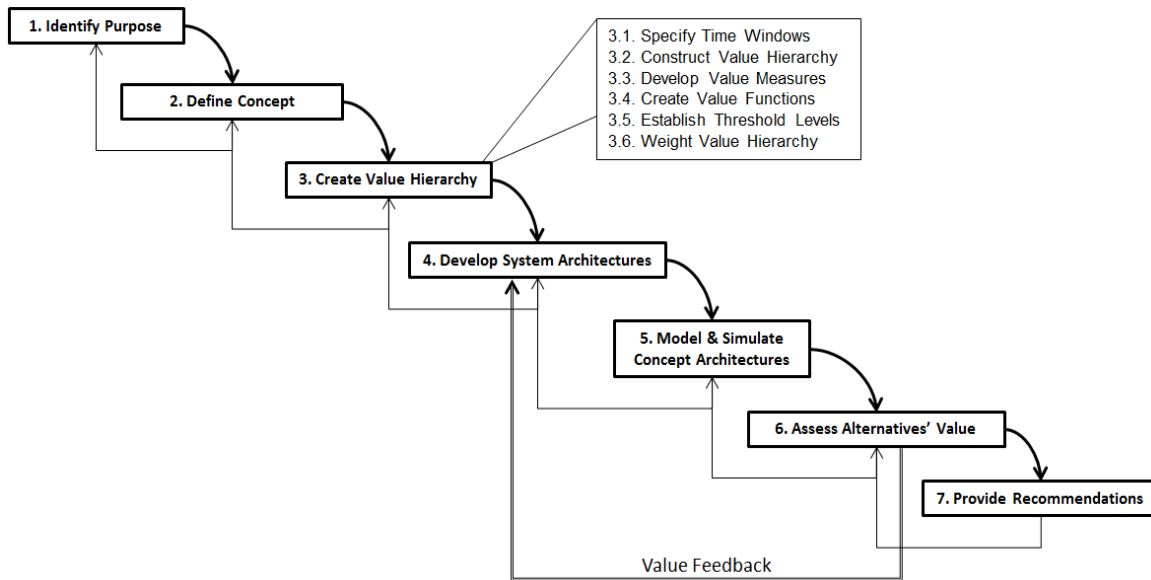 1. Identify Purpose
2. Define Concept
3. Create Value Hierarchy
3.1. Specify Time Windows
3.2. Construct Value Hierarchy
3.3. Develop Value Measures
3.4. Create Value Functions
3.5. Establish Threshold Levels
3.6. Weight Value Hierarchy
4. Develop System Architectures
5. Model & Simulate
Concept Architectures
6. Assess Alternatives’ Value
7. Provide Recommendations
Value Feedback